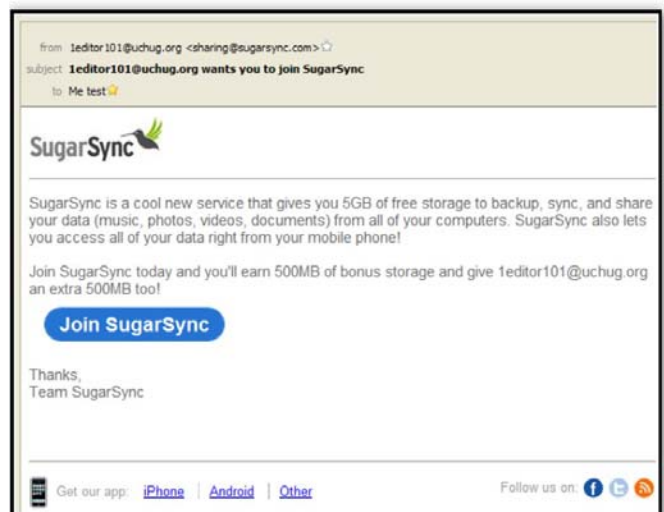 from 1editor101@uchug.org <sharing@sugarsync.com>
subject 1editor101@uchug.org wants you to join SugarSync
to Me test
SugarSync
SugarSync is a cool new service that gives you 5GB of free storage to backup, sync, and share
your data (music, photos, videos, documents) from all of your computers. SugarSync also lets
you access all of your data right from your mobile phone!
Join SugarSync today and you'll earn 500MB of bonus storage and give 1editor101@uchug.org
an extra 500MB too!
Join SugarSync
Thanks,
Team SugarSync
Get our app: iPhone | Android | Other
Follow us on: